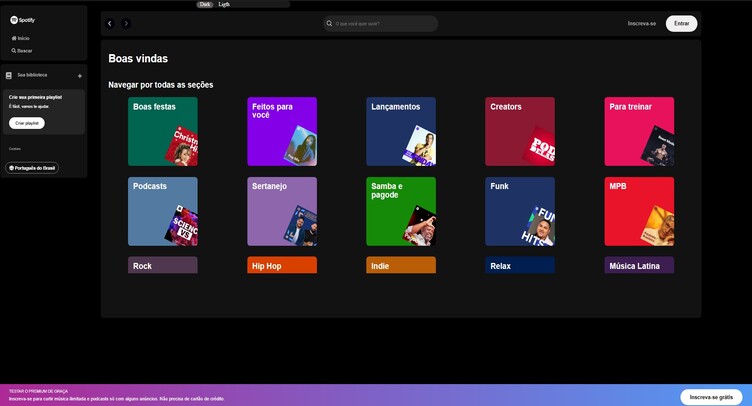 Dark Ligth
Spotify
Início
Buscar
Sua biblioteca
+
Crie sua primeira playlist
É fácil, vamos te ajudar.
Criar playlist
Cookies
Português do Brasil
O que você quer ouvir?
Inscreva-se
Entrar
Boas vindas
Navegar por todas as seções
Boas festas
Feitos para
você
Lançamentos
Creators
Para treinar
Podcasts
SCIENC
VS
Sertanejo
Samba e
pagode
Funk
FUN
HITS
MPB
Rock
Hip Hop
Indie
Relax
Música Latina
TESTAR O PREMIUM DE GRAÇA
Inscreva-se para curtir música ilimitada e podcasts só com alguns anúncios. Não precisa de cartão de crédito.
Inscreva-se grátis